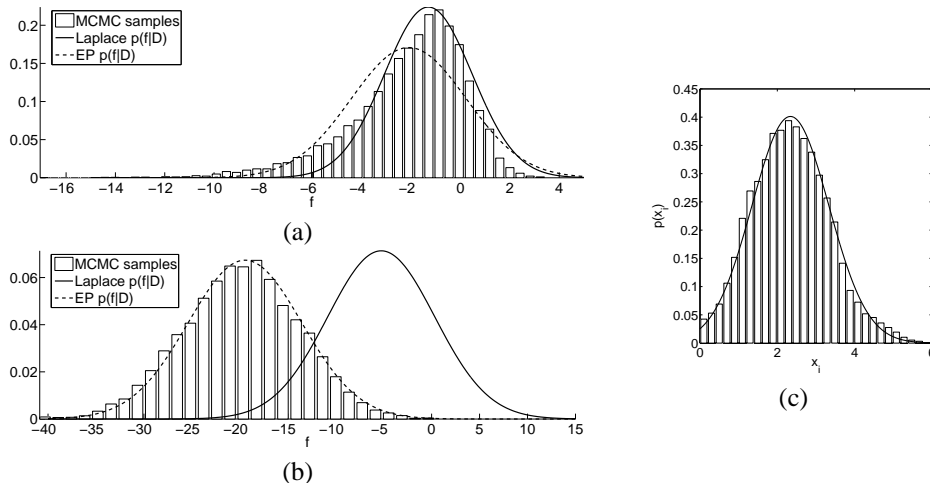 MCMC samples
Laplace p(f|D)
EP p(f|D)
0.2
0.15
0.1
0.05
0
−16 −14 −12 −10 −8 −6 −4 −2 0 2 4
f
(a)
MCMC samples
Laplace p(f|D)
EP p(f|D)
0.06
0.04
0.02
0
−40 −35 −30 −25 −20 −15 −10 −5 0 5 10 15
f
(b)
0.45
0.4
0.35
0.3
0.25
0.2
0.15
0.1
0.05
0
p(xi)
0 2 4 6
xi
(c)